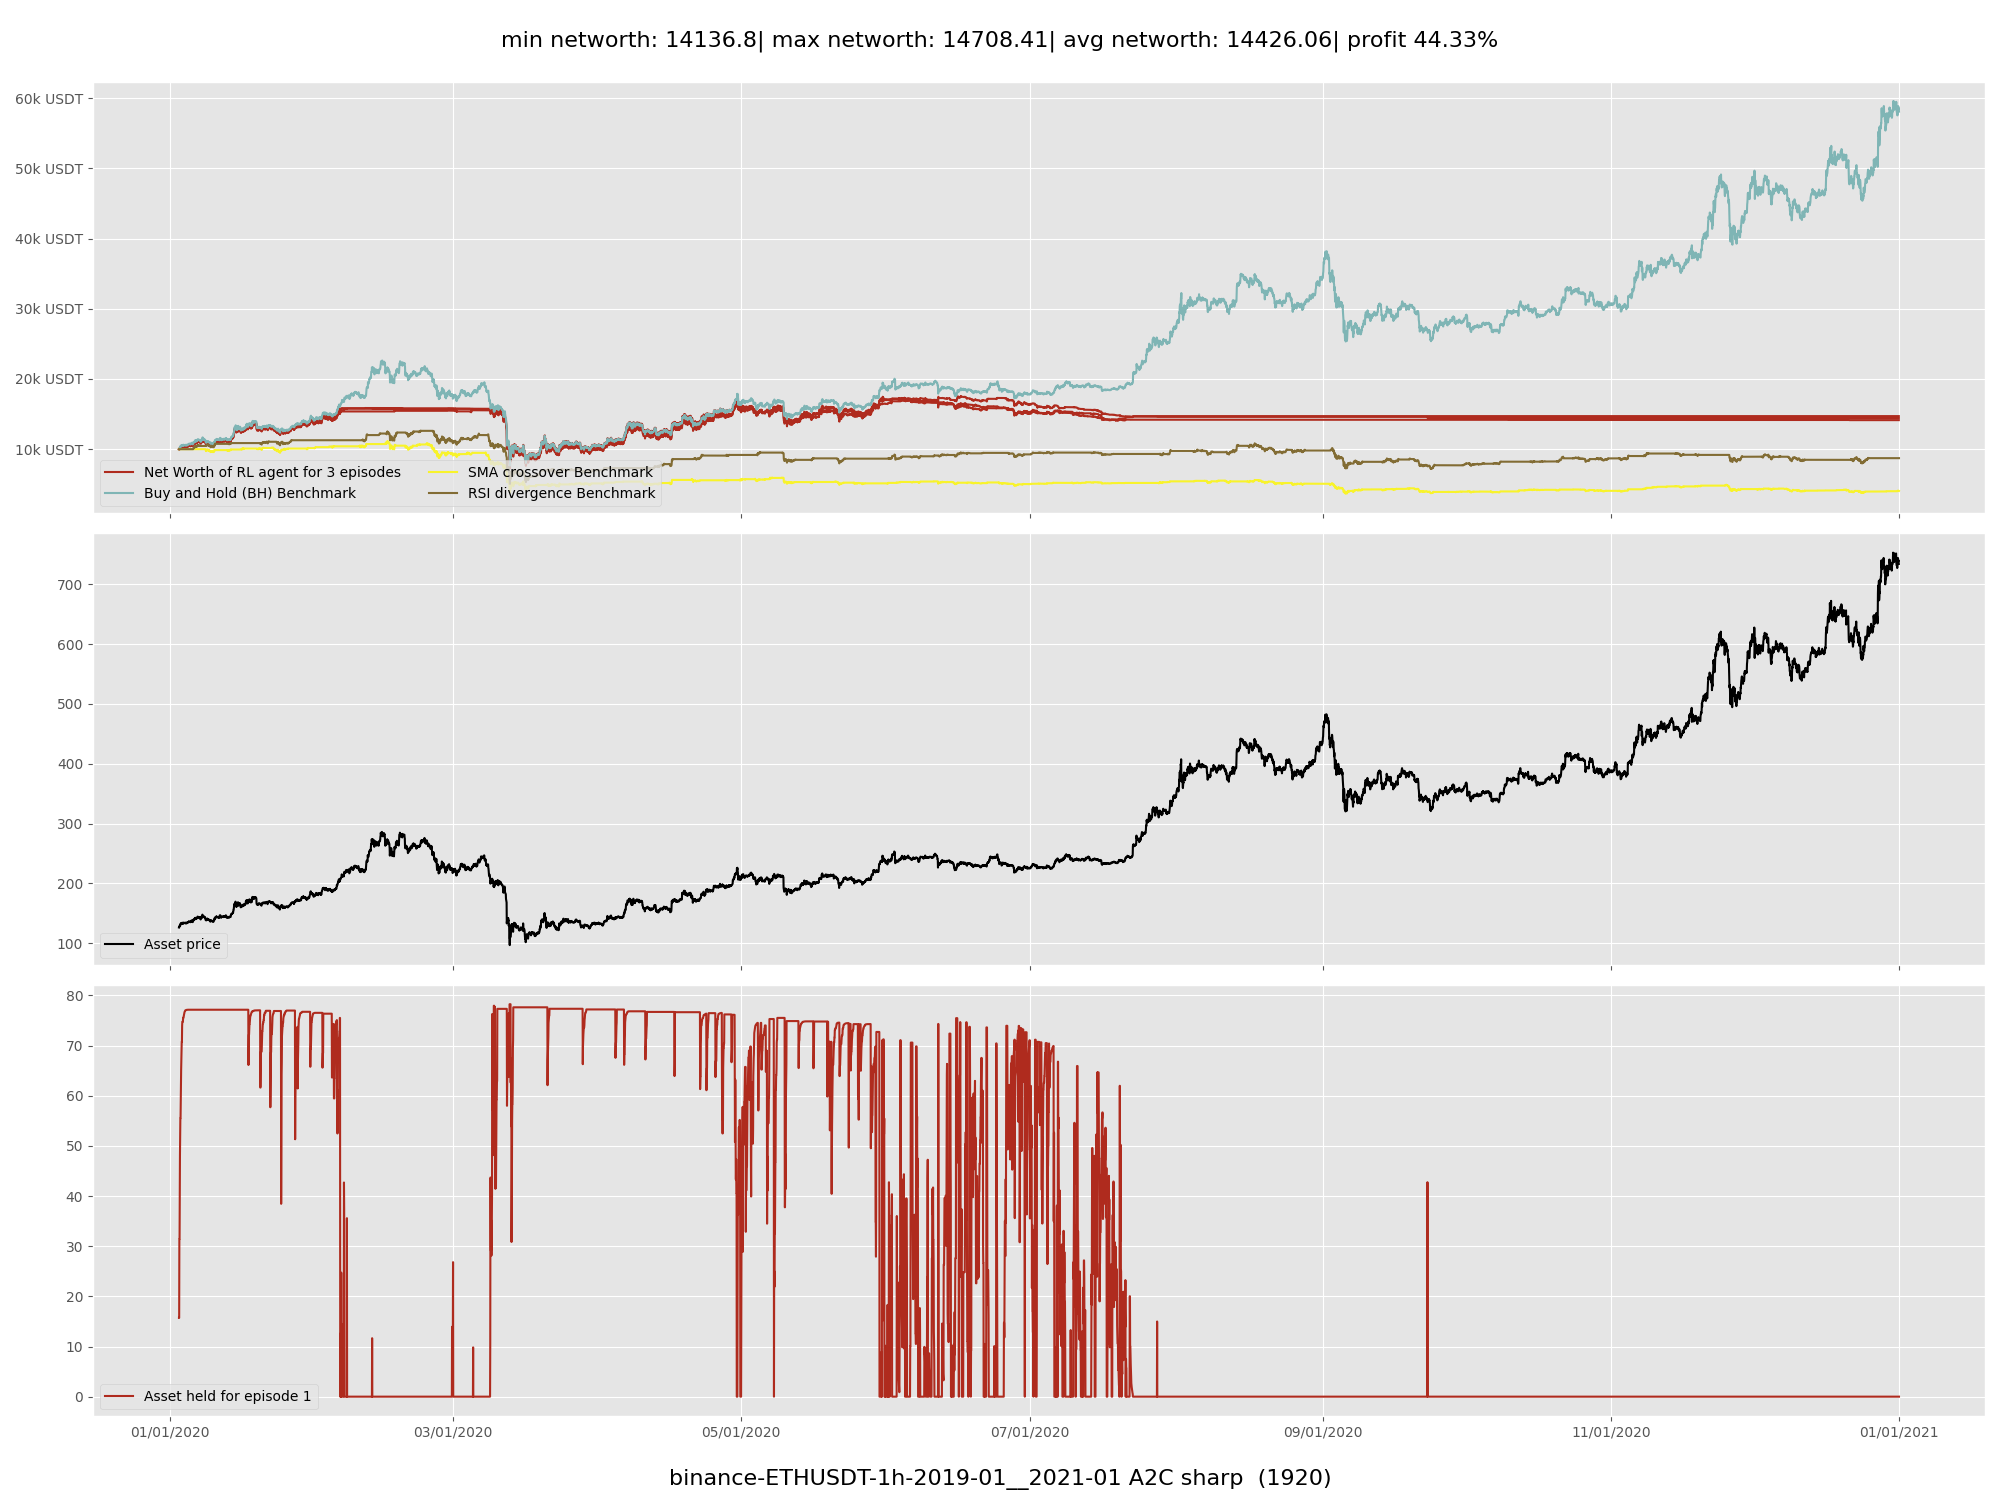 min networth: 14136.8| max networth: 14708.41| avg networth: 14426.06| profit 44.33%
60k USDT
50k USDT
40k USDT
30k USDT
20k USDT
10k USDT
Net Worth of RL agent for 3 episodes
Buy and Hold (BH) Benchmark
SMA crossover Benchmark
RSI divergence Benchmark
700
600
500
400
300
200
100
Asset price
80
70
60
50
40
30
20
10
0
Asset held for episode 1
01/01/2020 03/01/2020 05/01/2020 07/01/2020 09/01/2020 11/01/2020 01/01/2021
binance-ETHUSDT-1h-2019-01__2021-01 A2C sharp (1920)